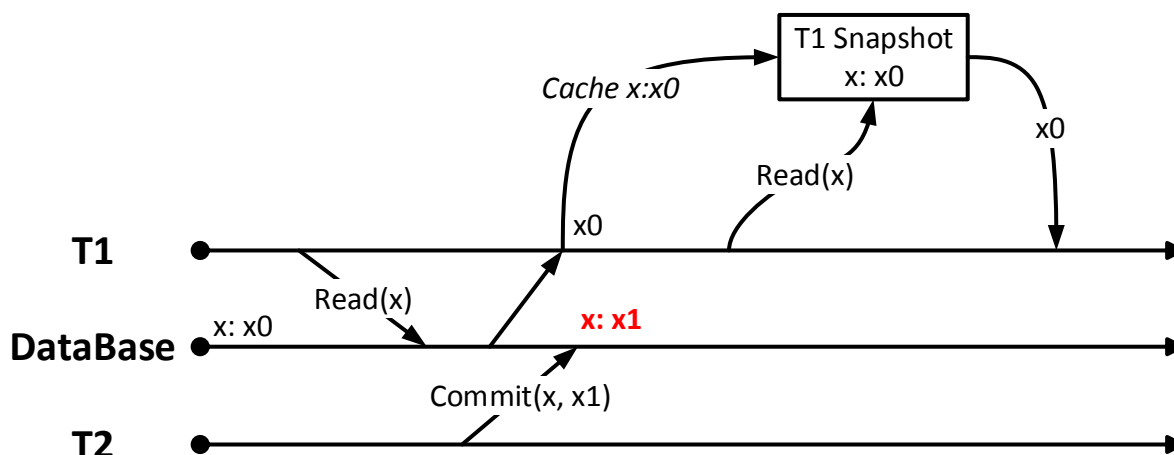 T1 Snapshot
x: x0
Cache x:x0
x0
Read(x)
x0
T1
Read(x)
x: x0
x: x1
DataBase
Commit(x, x1)
T2